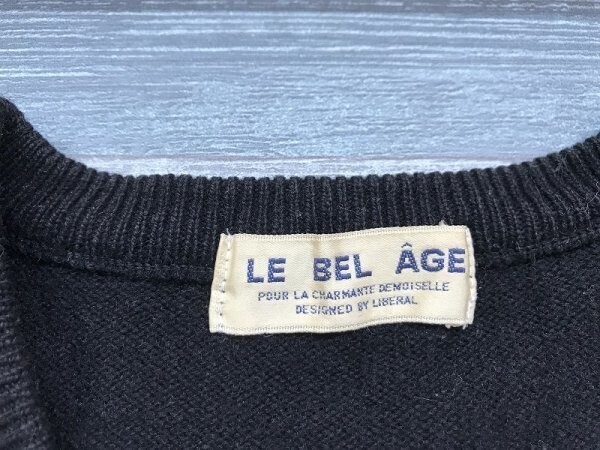 LE BEL ÂGE
POUR LA CHARMANTE DEMOISELLE
DESIGNED BY LIBERAL